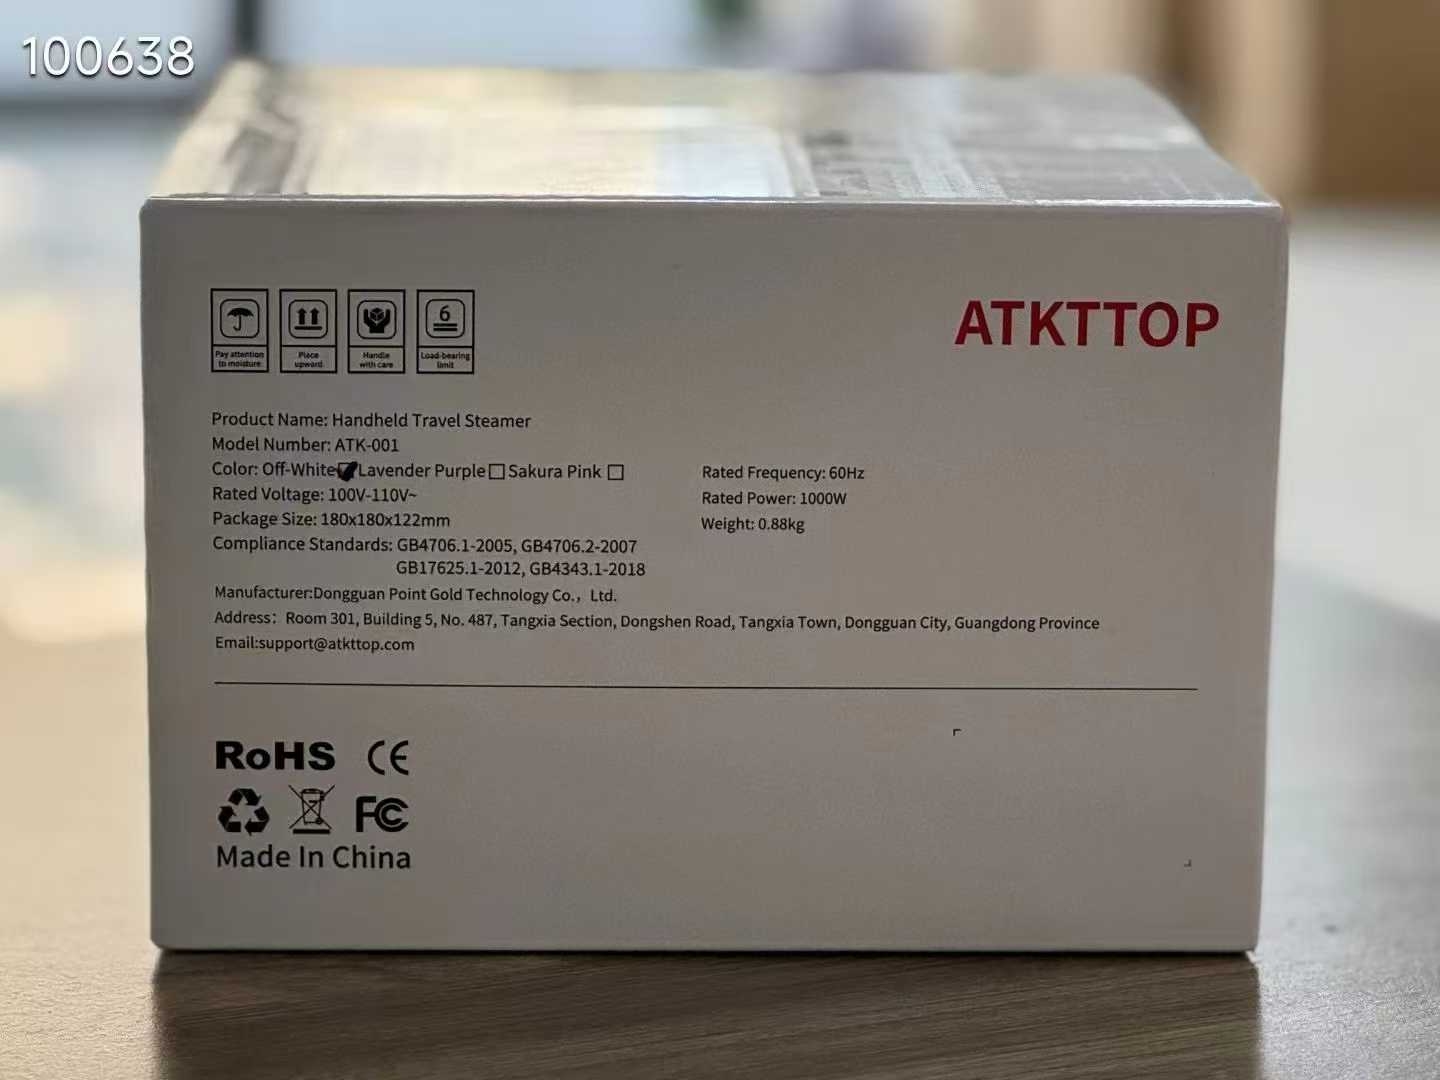 100638
ATKTTOP
6
Pay attention to moisture
Place upward
Handle with care
Load-bearing limit
Product Name: Handheld Travel Steamer
Model Number: ATK-001
Color: Off-White Lavender Purple Sakura Pink
Rated Voltage: 100V-110V~
Package Size: 180x180x122mm
Rated Frequency: 60Hz
Rated Power: 1000W
Weight: 0.88kg
Compliance Standards: GB4706.1-2005, GB4706.2-2007
GB17625.1-2012, GB4343.1-2018
Manufacturer:Dongguan Point Gold Technology Co.，Ltd.
Address：Room 301, Building 5, No. 487, Tangxia Section, Dongshen Road, Tangxia Town, Dongguan City, Guangdong Province
Email:support@atkttop.com
RoHS CE
FC
Made In China